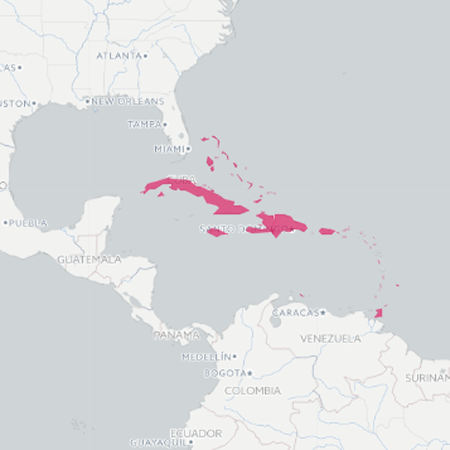 ATLANTA
LAS
USTON
NEW ORLEANS
TAMPA
MIAMI
CUBA
PUEBLA
SANTO DOMINGO
GUATEMALA
CARACAS
PANAMA
VENEZUELA
MEDELLÍN
BOGOTA
SURINAM
COLOMBIA
ECUADOR
GUAYAQUIL